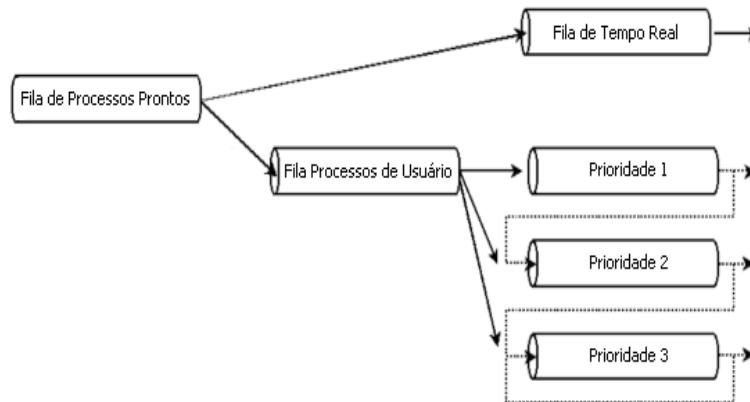 Fila de Tempo Real
Fila de Processos Prontos
Fila Processos de Usuário
Prioridade 1
Prioridade 2
Prioridade 3